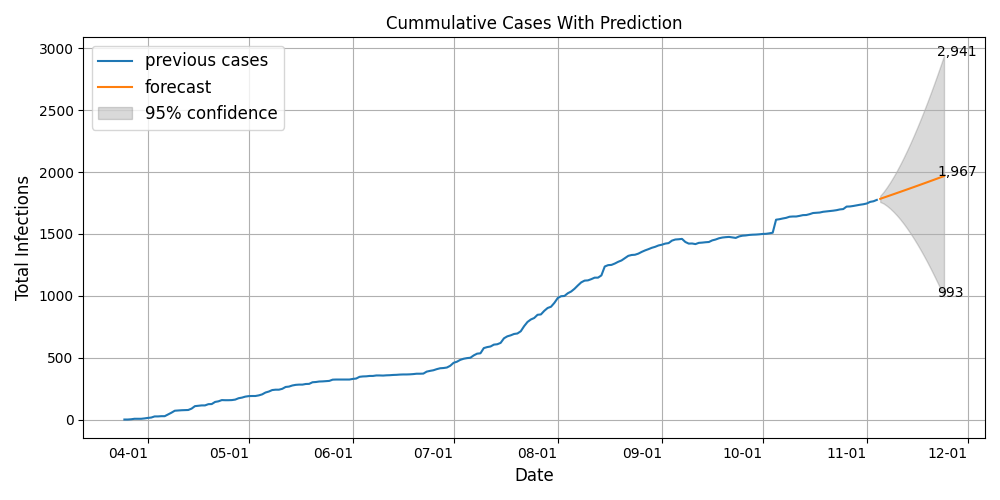 Cummulative Cases With Prediction
previous cases
forecast
95% confidence
2,941
1,967
993
3000
2500
2000
1500
1000
500
0
Total Infections
04-01 05-01 06-01 07-01 08-01 09-01 10-01 11-01 12-01
Date